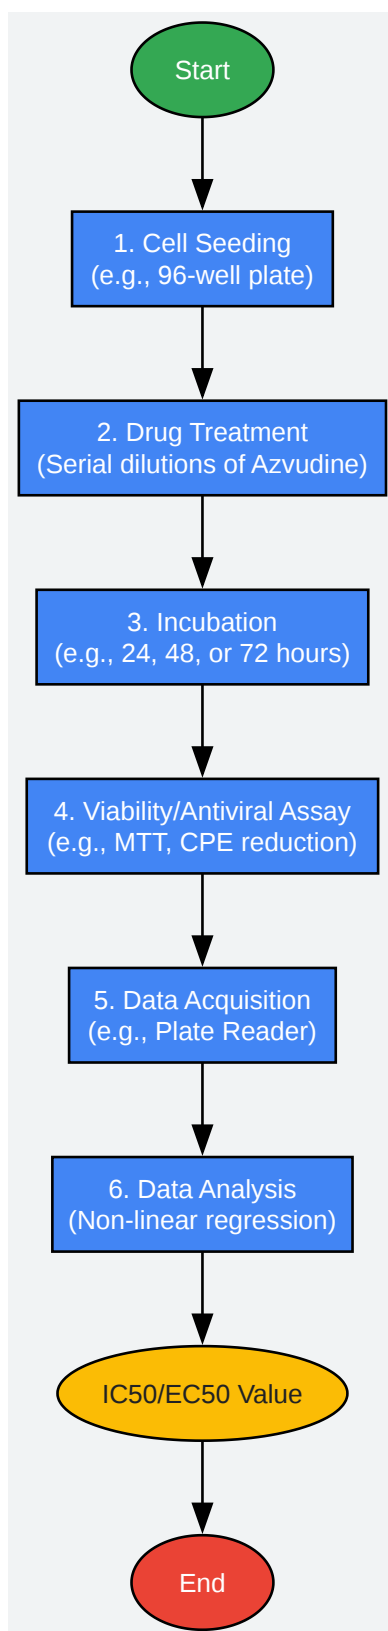 Start
1. Cell Seeding
(e.g., 96-well plate)
2. Drug Treatment
(Serial dilutions of Azvudine)
3. Incubation
(e.g., 24, 48, or 72 hours)
4. Viability/Antiviral Assay
(e.g., MTT, CPE reduction)
5. Data Acquisition
(e.g., Plate Reader)
6. Data Analysis
(Non-linear regression)
IC50/EC50 Value
End